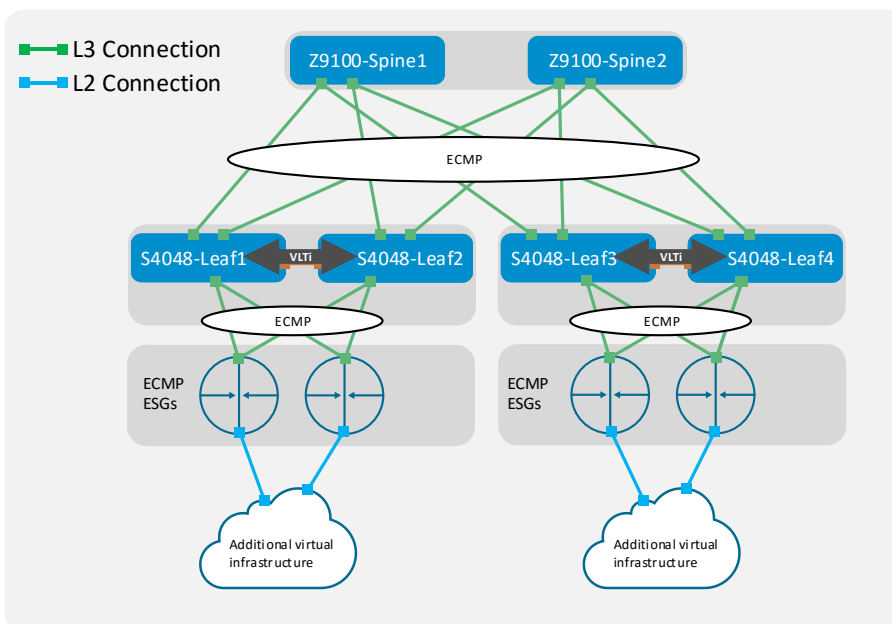 L3 Connection
L2 Connection
Z9100-Spine1
Z9100-Spine2
ECMP
S4048-Leaf1
VLTi
S4048-Leaf2
S4048-Leaf3
VLTi
S4048-Leaf4
ECMP
ECMP
ECMP
ESGs
ECMP
ESGs
Additional virtual
infrastructure
Additional virtual
infrastructure